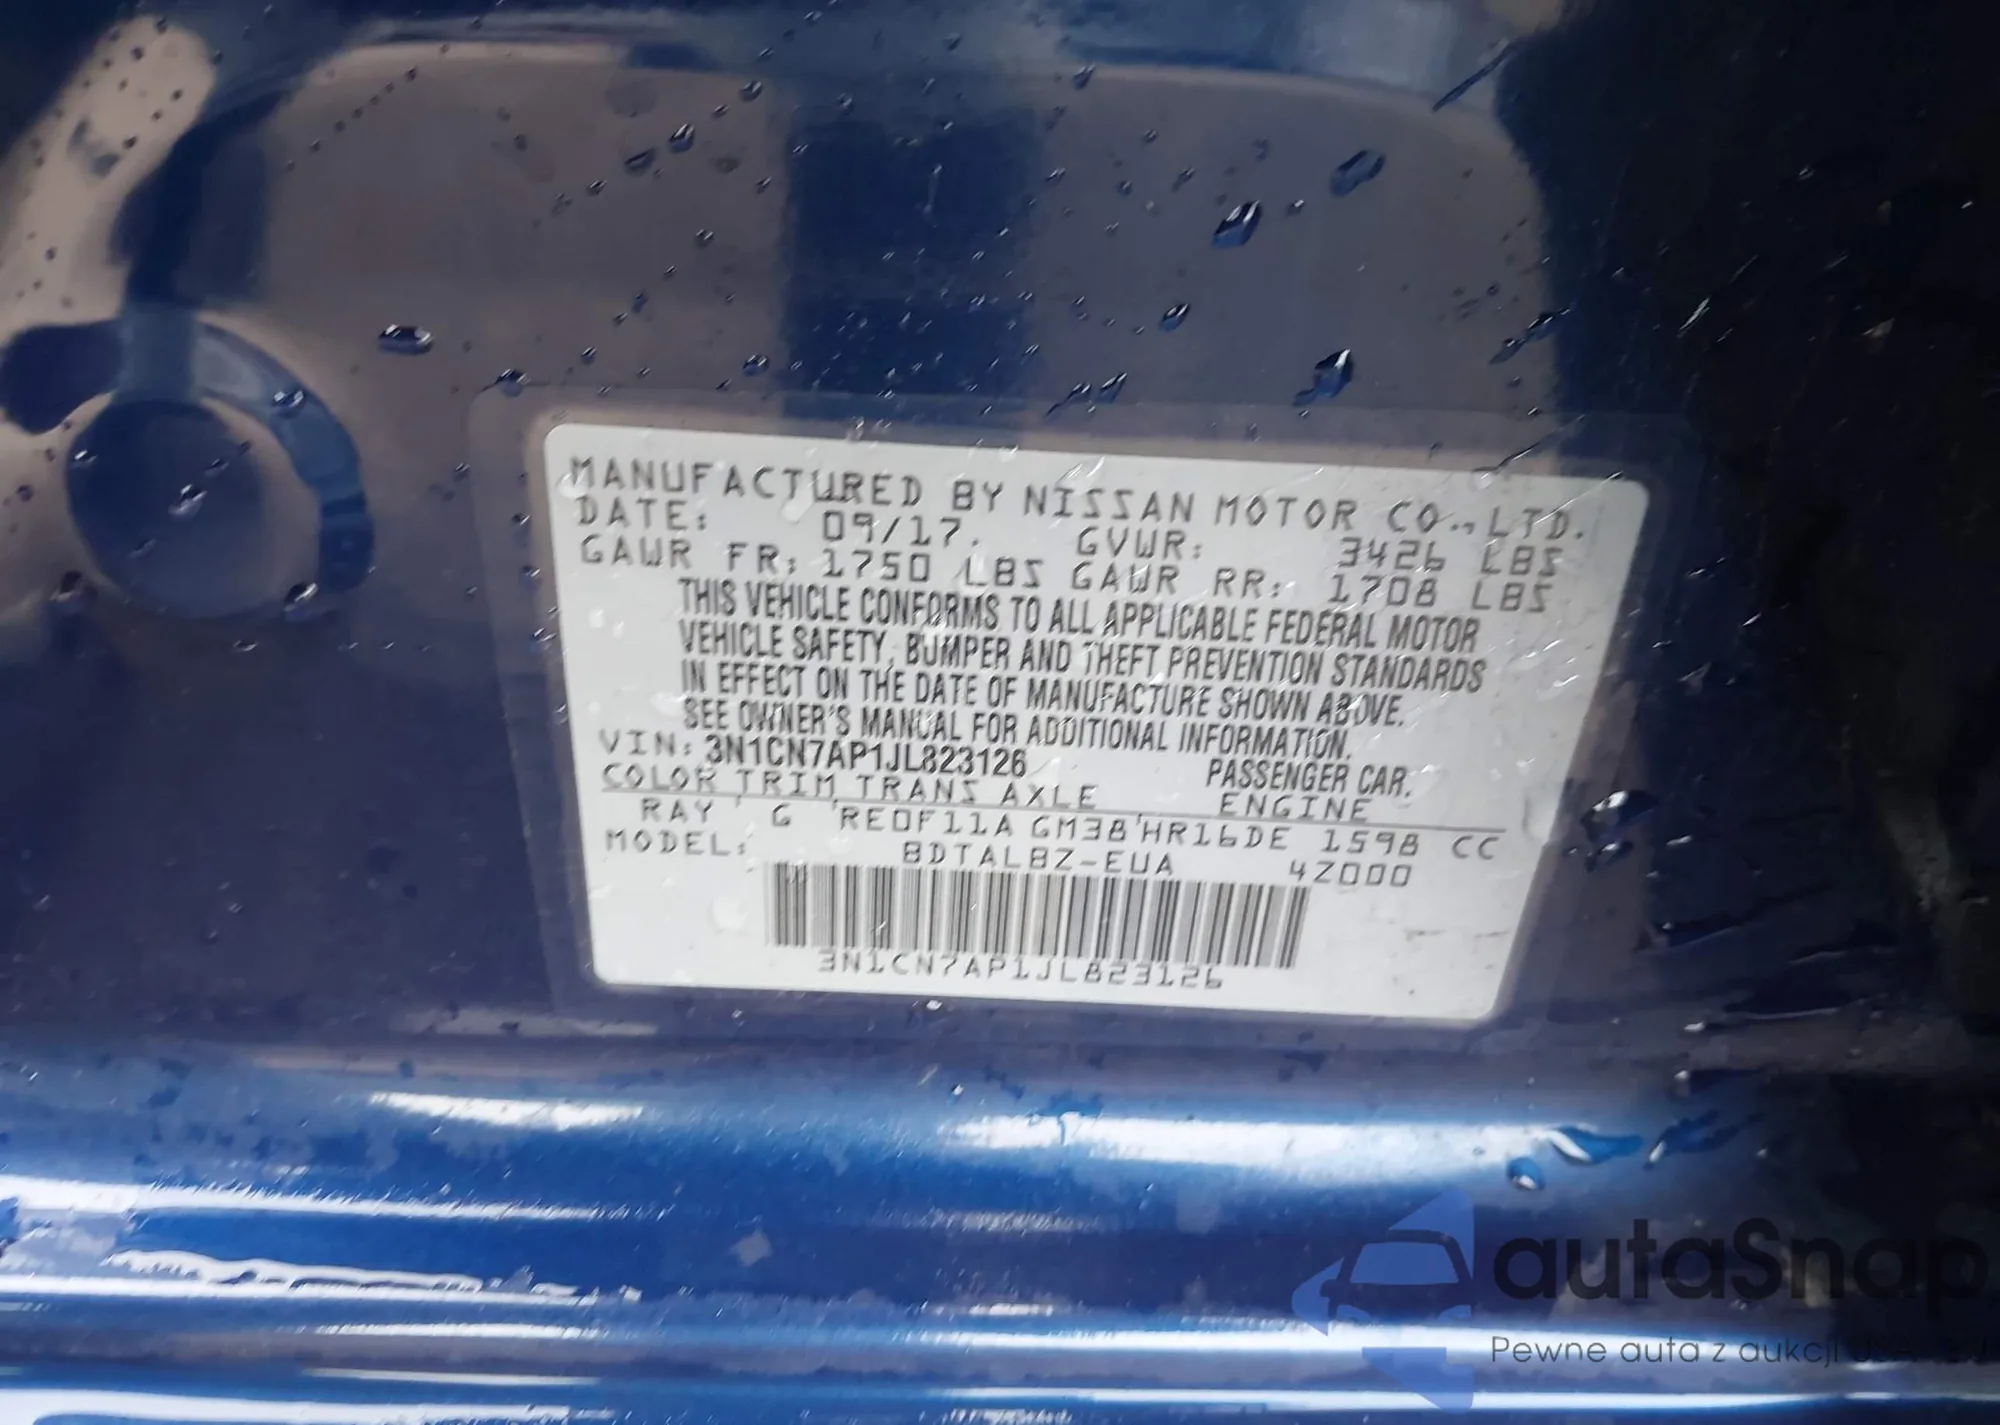 MANUFACTURED BY NISSAN MOTOR CO., LTD.
DATE: 09/17. GVWR: 3426 LBS
GAWR FR: 1750 LBS GAWR RR: 1708 LBS
THIS VEHICLE CONFORMS TO ALL APPLICABLE FEDERAL MOTOR
VEHICLE SAFETY, BUMPER AND THEFT PREVENTION STANDARDS
IN EFFECT ON THE DATE OF MANUFACTURE SHOWN ABOVE.
SEE OWNER'S MANUAL FOR ADDITIONAL INFORMATION.
VIN: 3N1CN7AP1JL823126 PASSENGER CAR.
COLOR TRIM TRANS AXLE ENGINE
RAY G RE0F11A GM38 HR16DE 1598 CC
MODEL: BDTALBZ-EUA 4Z000
3N1CN7AP1JL823126
autaSnap
Pewne auta z aukcji USA